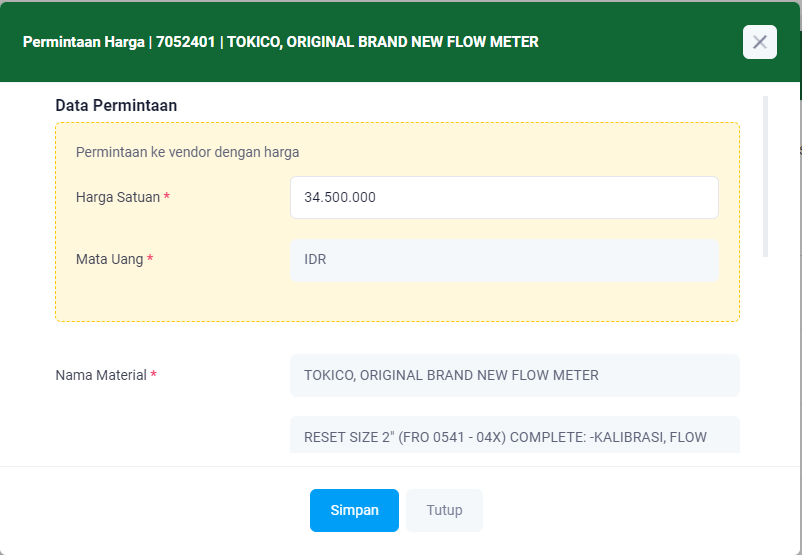 Permintaan Harga | 7052401 | TOKICO, ORIGINAL BRAND NEW FLOW METER
Data Permintaan
Permintaan ke vendor dengan harga
Harga Satuan *
34.500.000
Mata Uang *
IDR
Nama Material *
TOKICO, ORIGINAL BRAND NEW FLOW METER
RESET SIZE 2" (FRO 0541 - 04X) COMPLETE: -KALIBRASI, FLOW
Simpan
Tutup